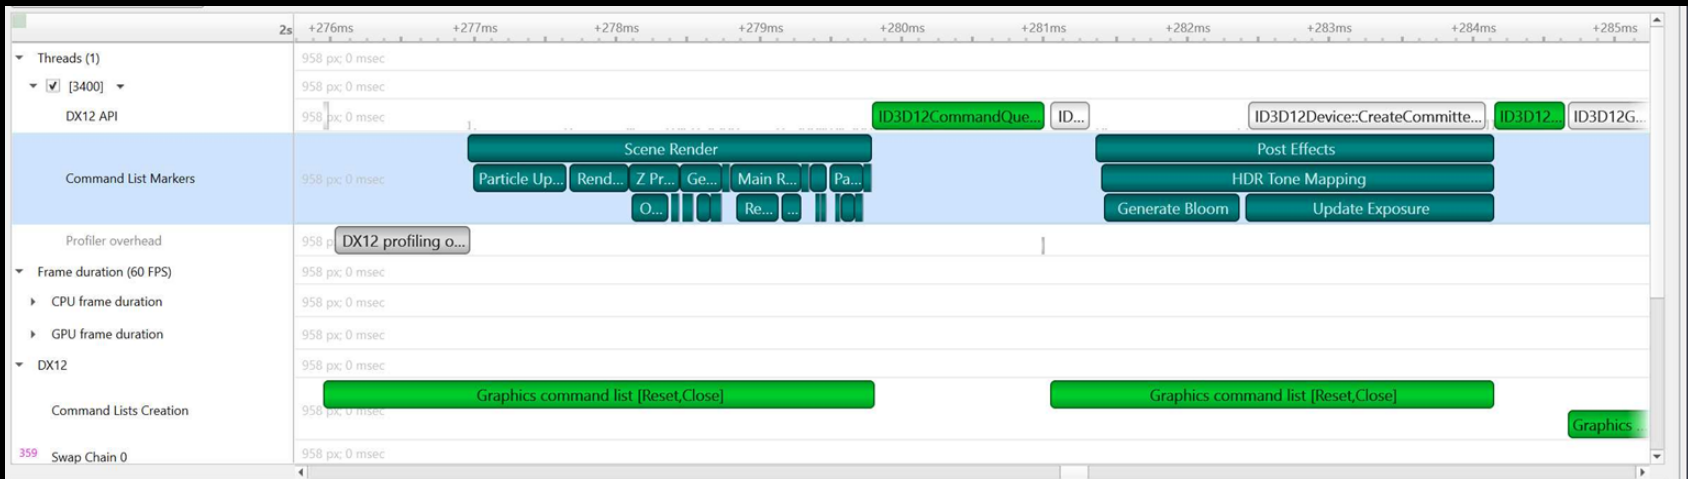 2s +276ms +277ms +278ms +279ms +280ms +281ms +282ms +283ms +284ms +285ms
Threads (1) 958 px; 0 msec
[3400] 958 px; 0 msec
DX12 API 958 px; 0 msec ID3D12CommandQue... ID... ID3D12Device::CreateCommitte... ID3D12... ID3D12G...
Scene Render Post Effects
Command List Markers 958 px; 0 msec Particle Up... Rend... Z Pr... Ge... Main R... Pa... HDR Tone Mapping
O... Re... ... Generate Bloom Update Exposure
Profiler overhead 958 p DX12 profiling o...
Frame duration (60 FPS) 958 px; 0 msec
CPU frame duration 958 px; 0 msec
GPU frame duration 958 px; 0 msec
DX12 958 px; 0 msec
Graphics command list [Reset,Close] Graphics command list [Reset,Close]
Command Lists Creation 958 px; 0 msec
Graphics ...
359 Swap Chain 0 958 px; 0 msec